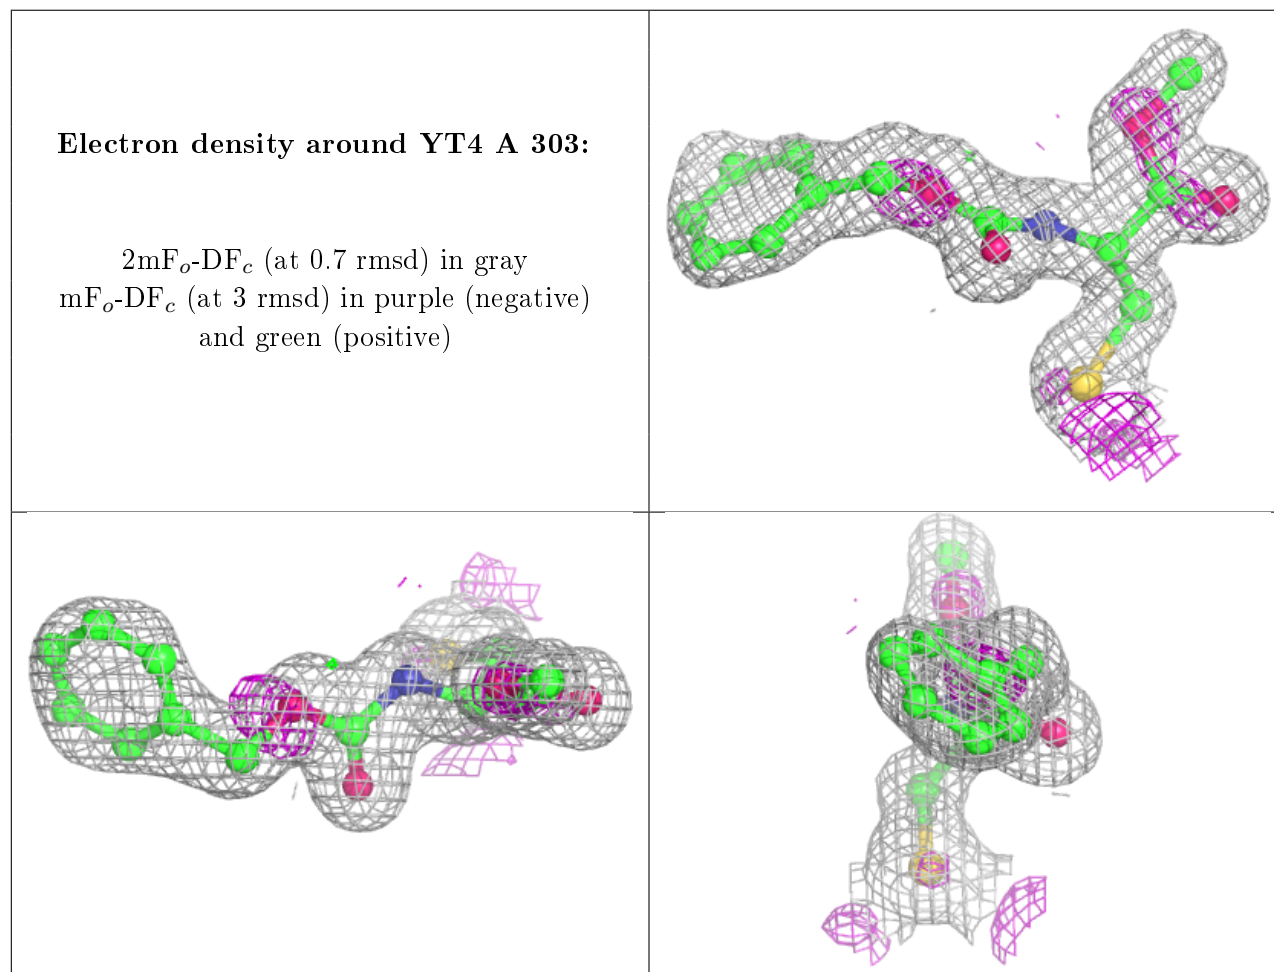 Electron density around YT4 A 303:
2mFo-DFc (at 0.7 rmsd) in gray
mFo-DFc (at 3 rmsd) in purple (negative)
and green (positive)